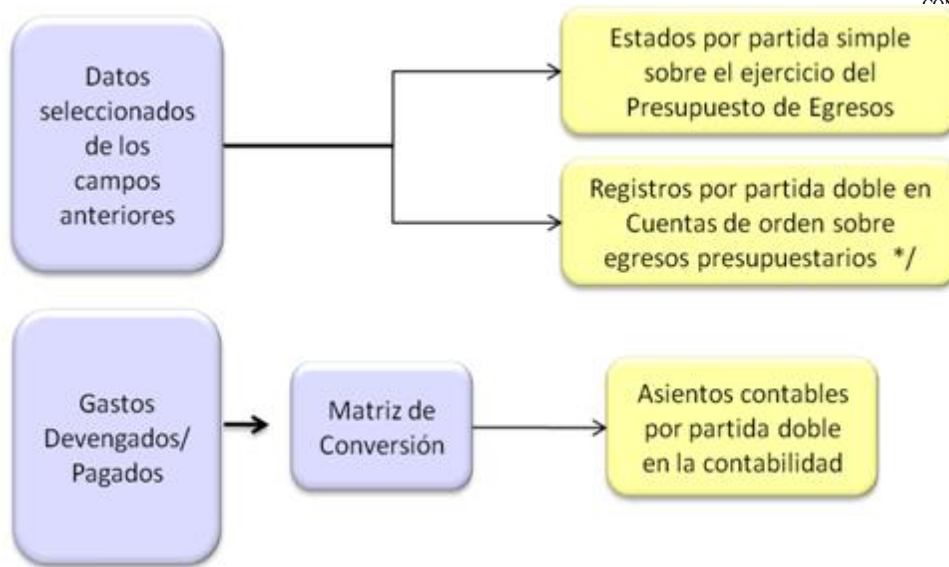 Datos
seleccionados
de los
campos
anteriores
Estados por partida simple
sobre el ejercicio del
Presupuesto de Egresos
Registros por partida doble en
Cuentas de orden sobre
egresos presupuestarios */
Gastos
Devengados/
Pagados
Matriz de
Conversión
Asientos contables
por partida doble
en la contabilidad